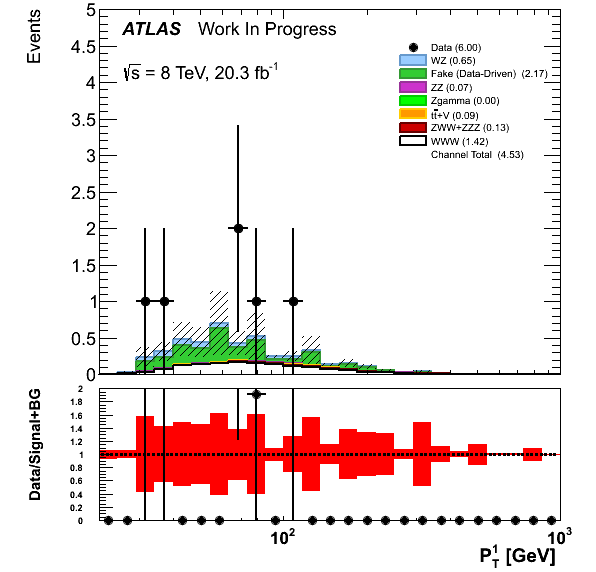 Events
ATLAS Work In Progress
√s = 8 TeV, 20.3 fb⁻¹
Data (6.00)
WZ (0.65)
Fake (Data-Driven) (2.17)
ZZ (0.07)
Zgamma (0.00)
tt̄+V (0.09)
ZWW+ZZZ (0.13)
WWW (1.42)
Channel Total (4.53)
5
4.5
4
3.5
3
2.5
2
1.5
1
0.5
0
Data/Signal+BG
2
1.8
1.6
1.4
1.2
1
0.8
0.6
0.4
0.2
0
10²
10³
P¹_T [GeV]